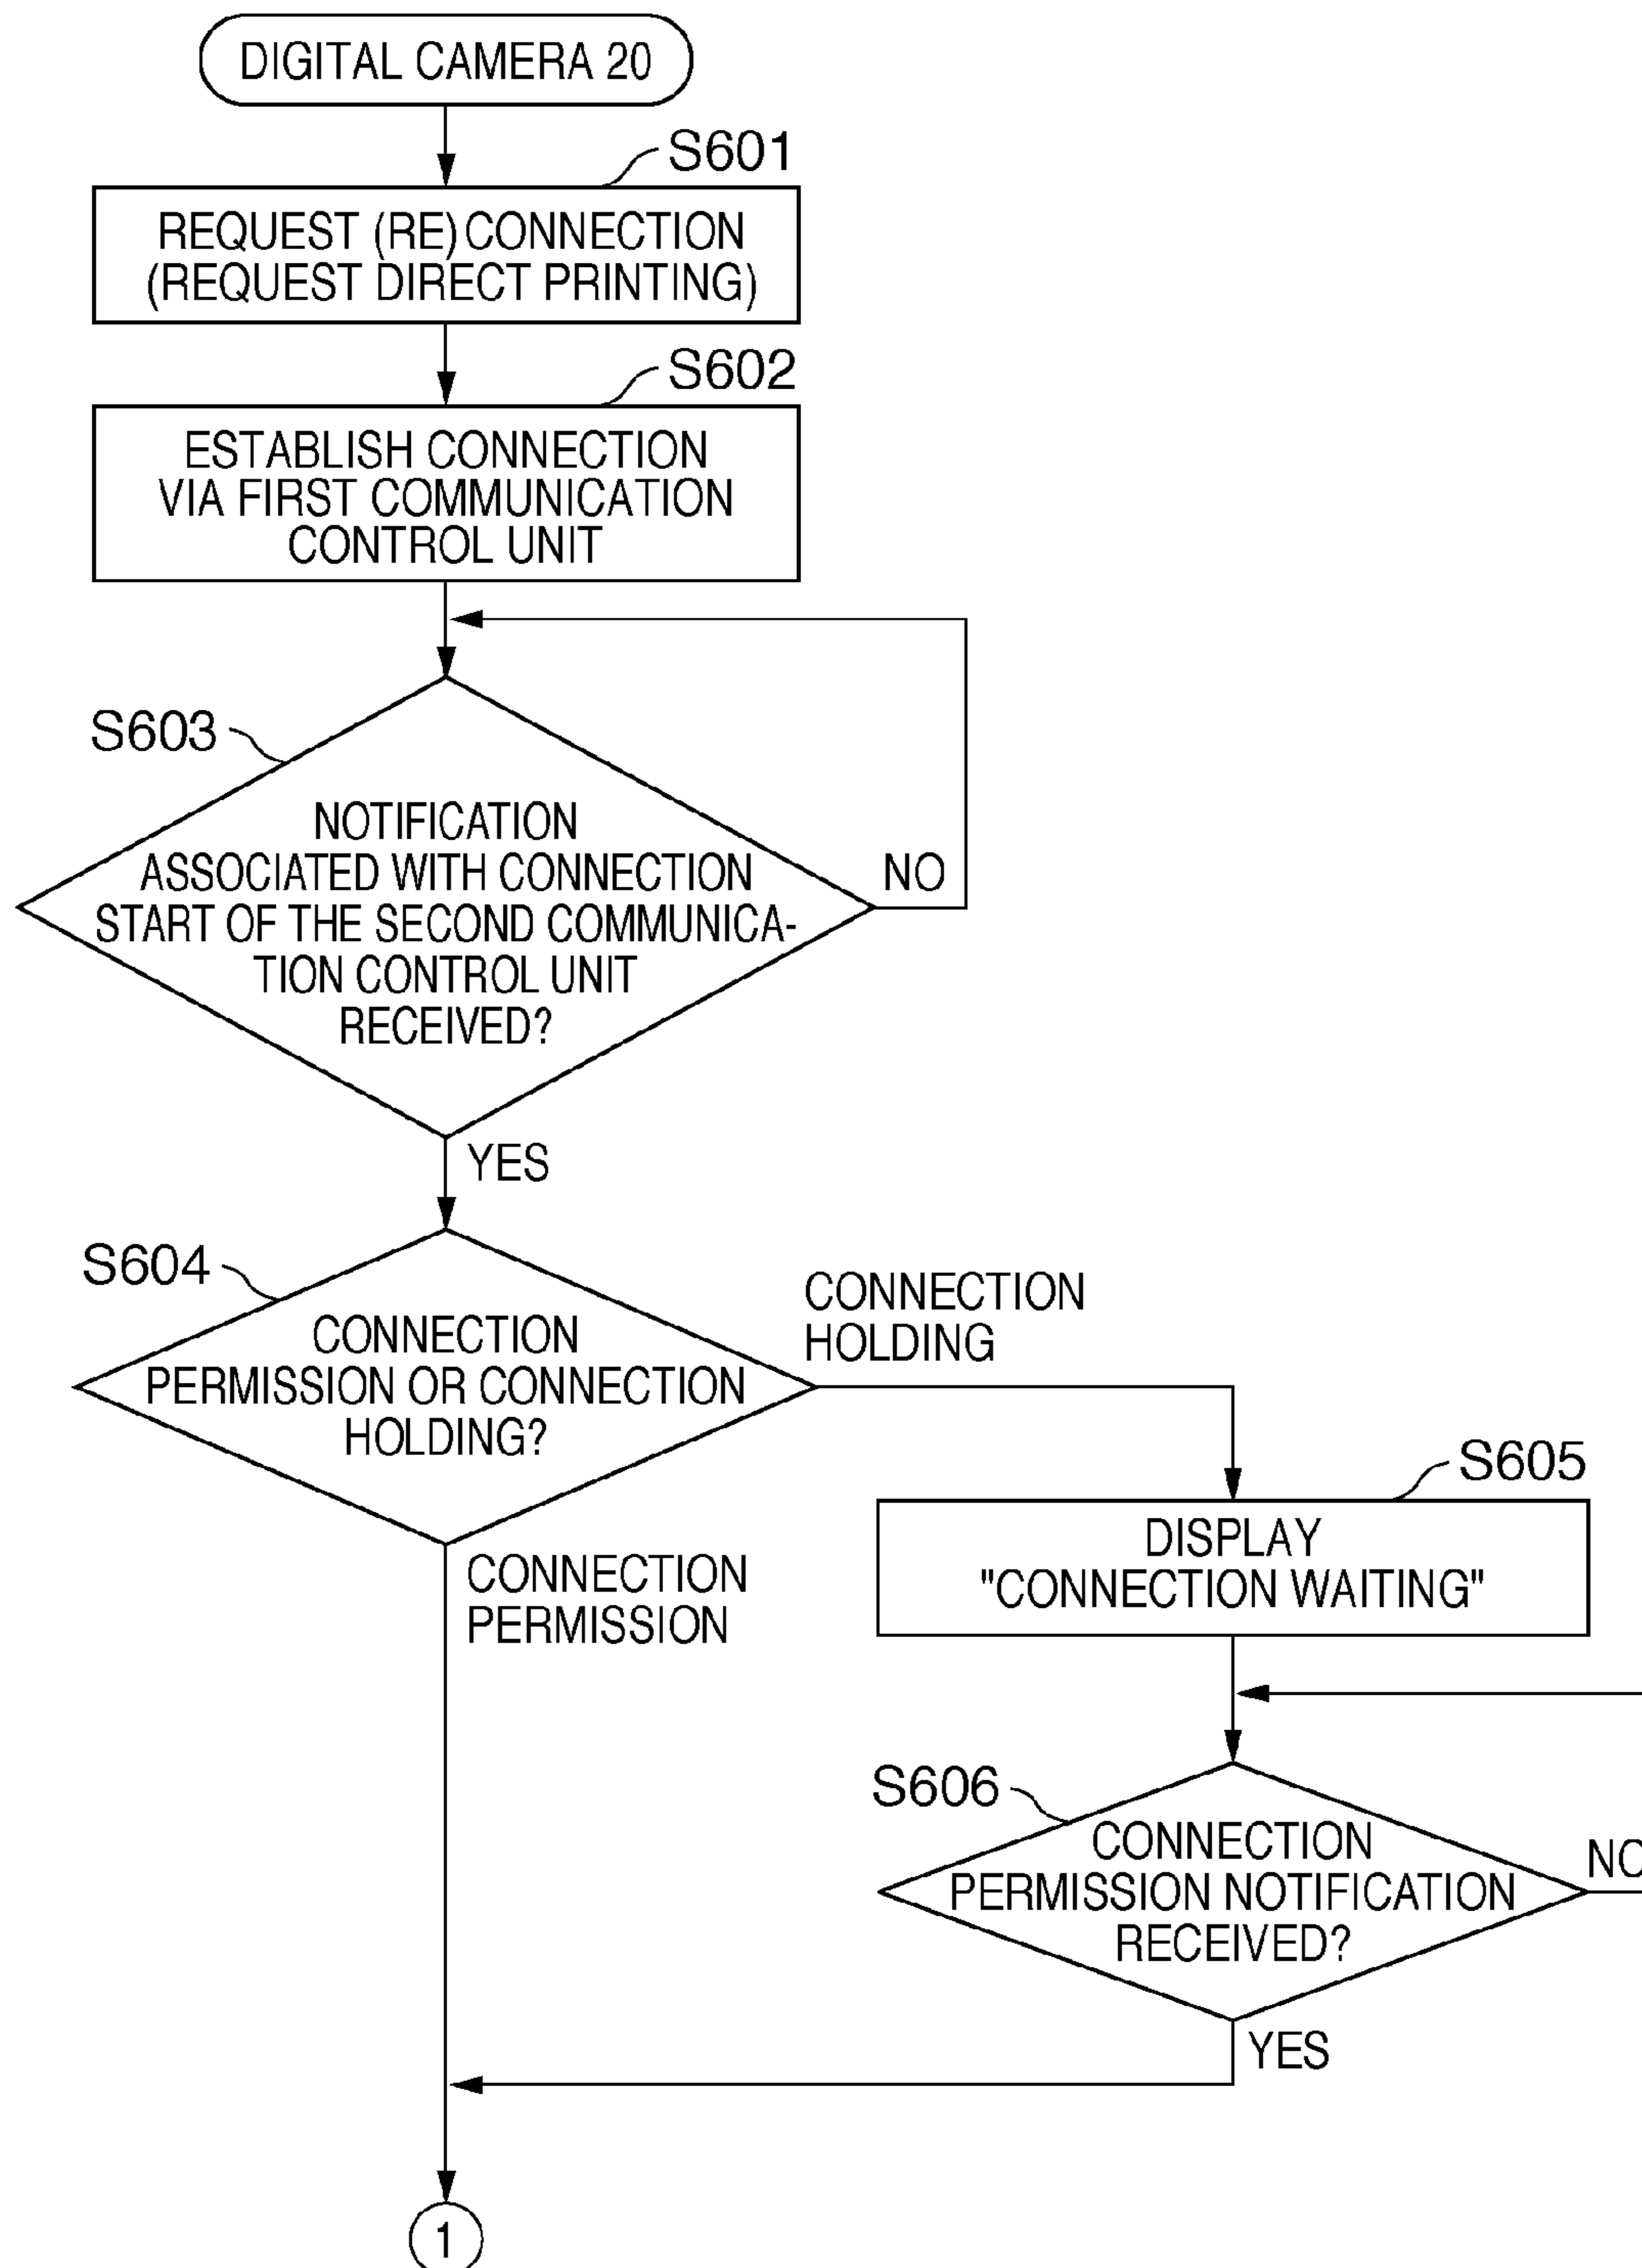 DIGITAL CAMERA 20
S601
REQUEST (RE)CONNECTION
(REQUEST DIRECT PRINTING)
S602
ESTABLISH CONNECTION
VIA FIRST COMMUNICATION
CONTROL UNIT
S603
NOTIFICATION
ASSOCIATED WITH CONNECTION
START OF THE SECOND COMMUNICA-
TION CONTROL UNIT
RECEIVED?
NO
YES
S604
CONNECTION
PERMISSION OR CONNECTION
HOLDING?
CONNECTION
HOLDING
CONNECTION
PERMISSION
S605
DISPLAY
"CONNECTION WAITING"
S606
CONNECTION
PERMISSION NOTIFICATION
RECEIVED?
NO
YES
1